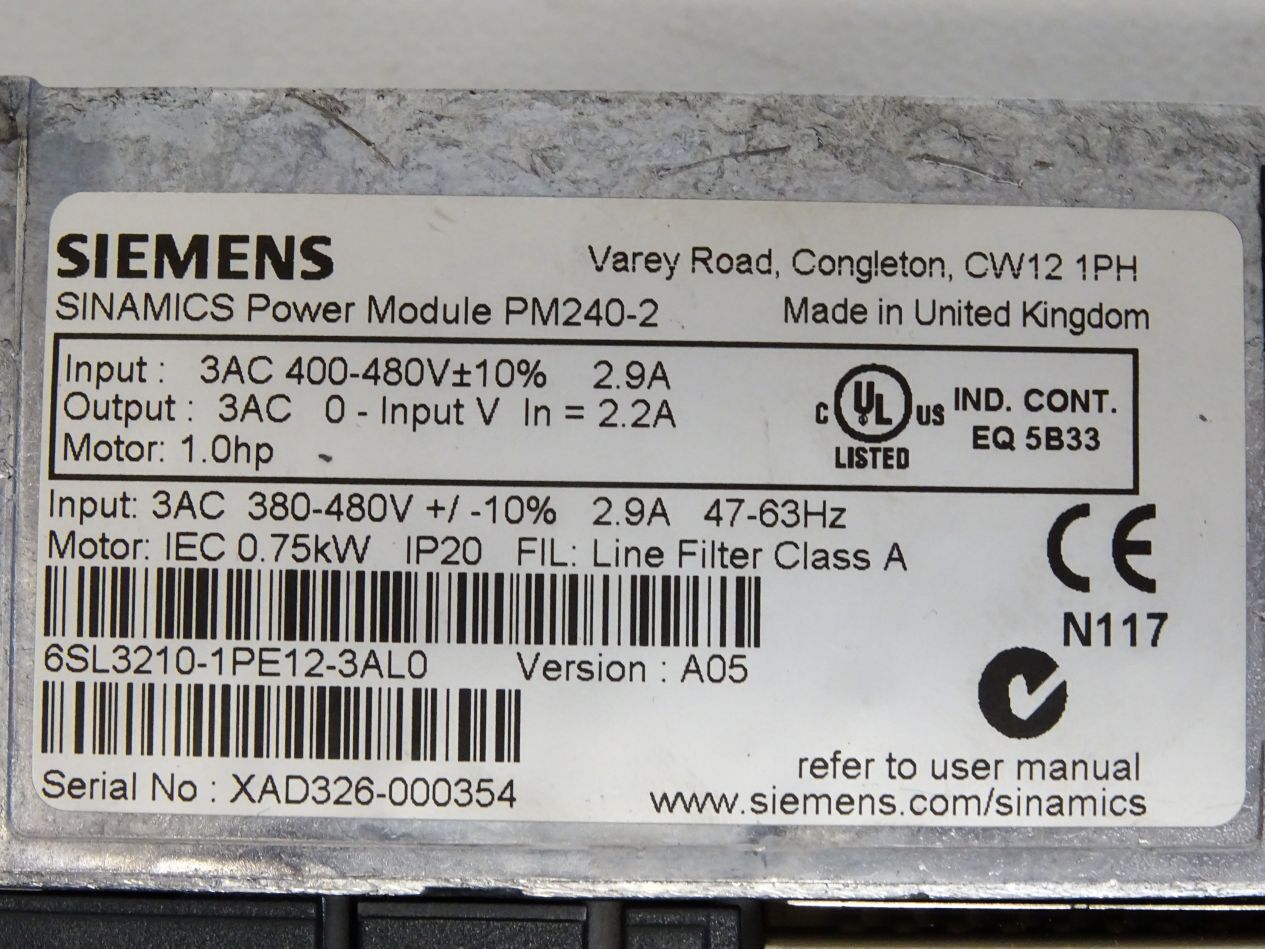 SIEMENS
Varey Road, Congleton, CW12 1PH
SINAMICS Power Module PM240-2
Made in United Kingdom
Input : 3AC 400-480V±10% 2.9A
Output : 3AC 0 - Input V In = 2.2A
Motor: 1.0hp
C UL US
LISTED
IND. CONT.
EQ 5B33
Input: 3AC 380-480V +/ -10% 2.9A 47-63Hz
Motor: IEC 0.75kW IP20 FIL: Line Filter Class A
CE
N117
6SL3210-1PE12-3AL0 Version : A05
Serial No : XAD326-000354
refer to user manual
www.siemens.com/sinamics